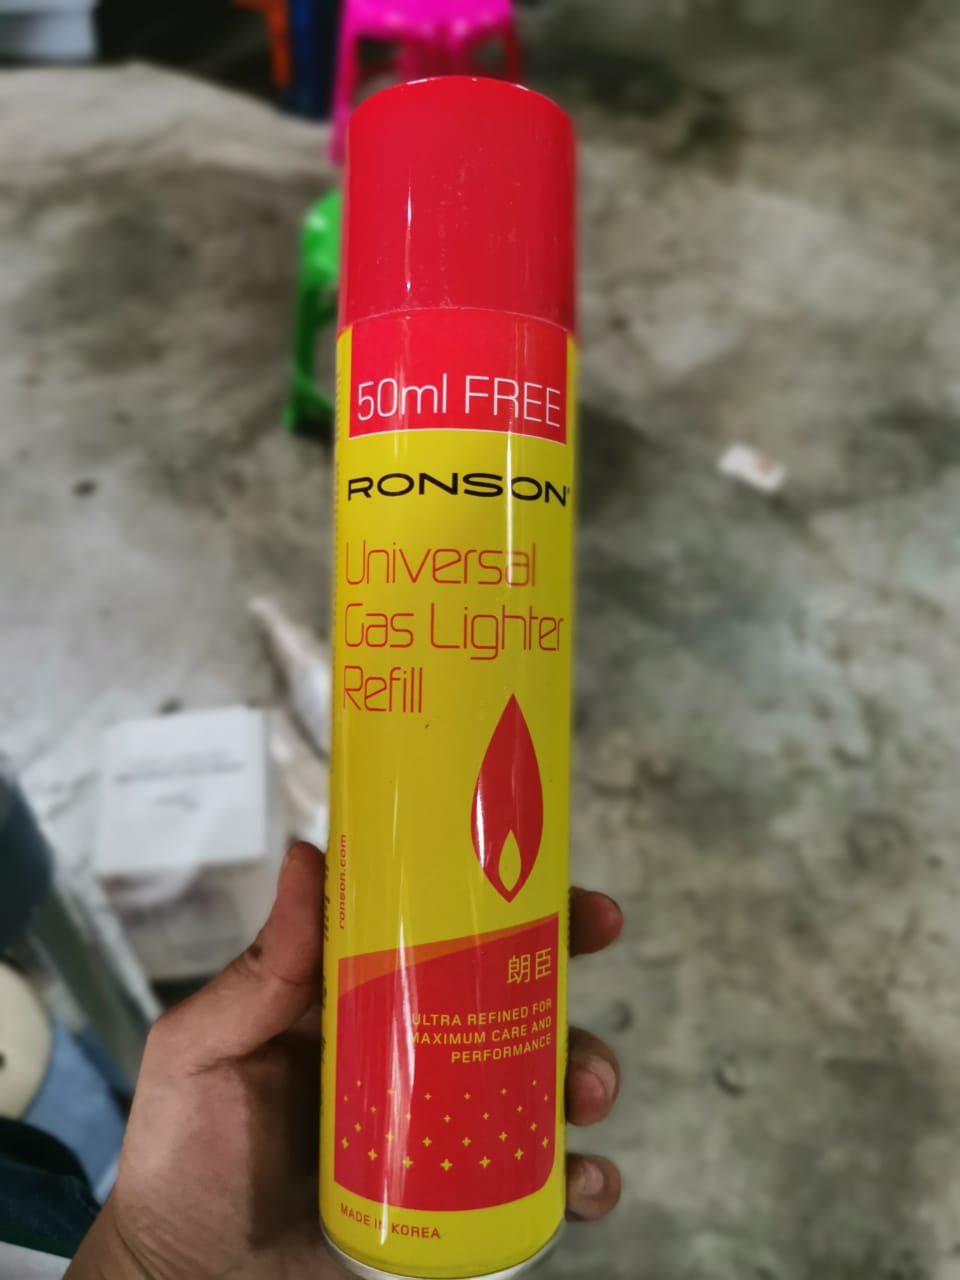 50ml FREE
RONSON
Universal
Gas Lighter
Refill
ronson.com
朗臣
ULTRA REFINED FOR
MAXIMUM CARE AND
PERFORMANCE
MADE IN KOREA